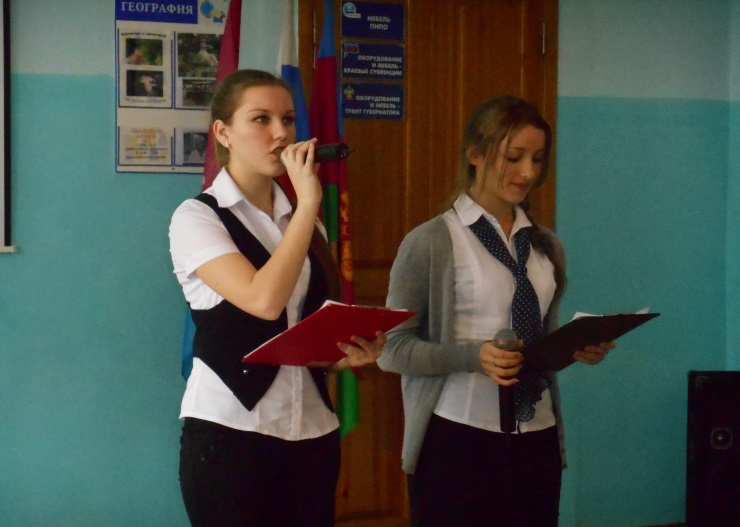 ГЕОГРАФИЯ
МЕБЕЛЬ
ПНПО
ОБОРУДОВАНИЕ
И МЕБЕЛЬ -
КРАЕВЫЕ СУБВЕНЦИИ
ОБОРУДОВАНИЕ
И МЕБЕЛЬ -
ГРАНТ ГУБЕРНАТОРА